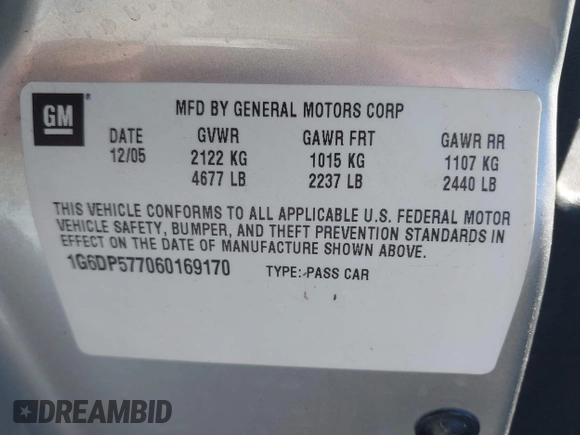 GM®
MFD BY GENERAL MOTORS CORP
DATE GVWR GAWR FRT GAWR RR
12/05 2122 KG 1015 KG 1107 KG
4677 LB 2237 LB 2440 LB
THIS VEHICLE CONFORMS TO ALL APPLICABLE U.S. FEDERAL MOTOR
VEHICLE SAFETY, BUMPER, AND THEFT PREVENTION STANDARDS IN
EFFECT ON THE DATE OF MANUFACTURE SHOWN ABOVE.
1G6DP577060169170 TYPE: PASS CAR
DREAMBID